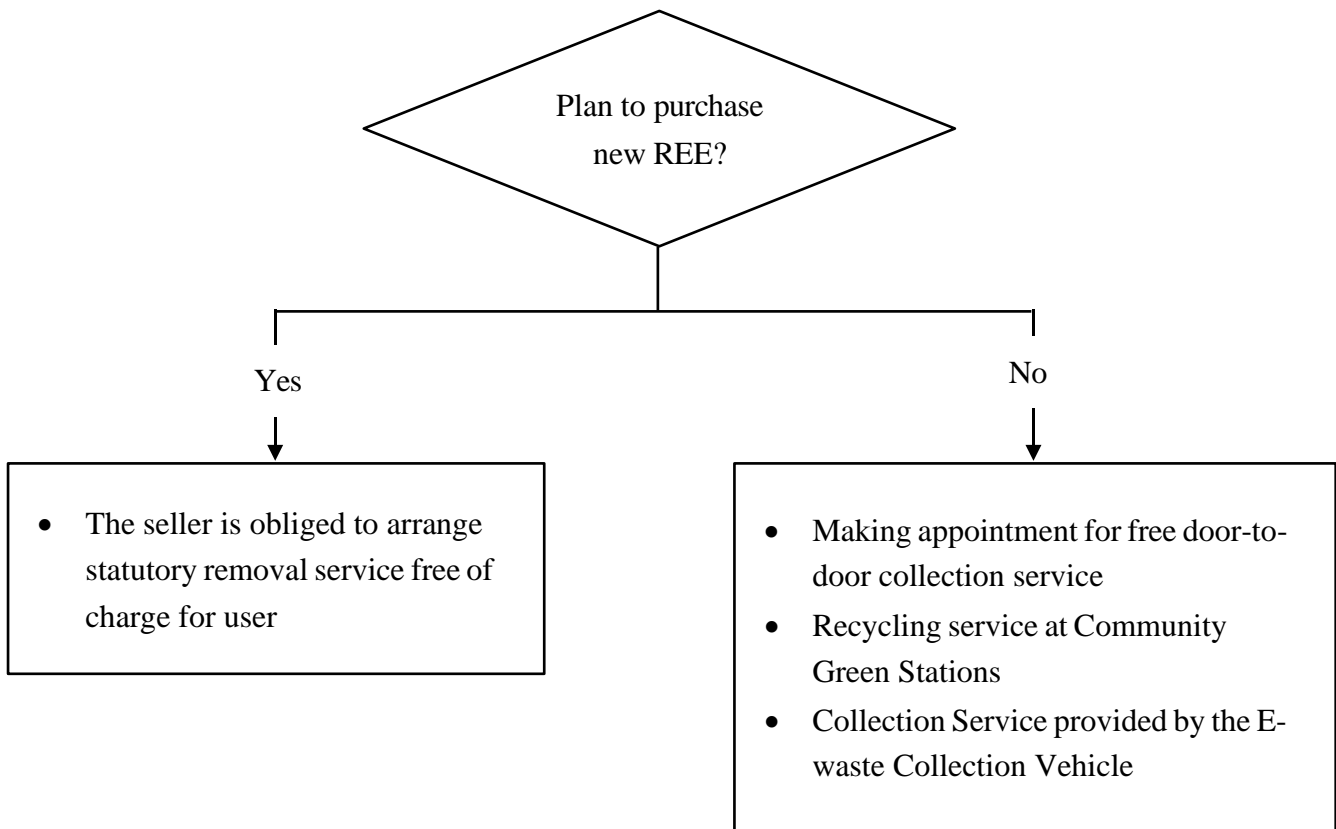 Plan to purchase
new REE?
Yes
No
• The seller is obliged to arrange
statutory removal service free of
charge for user
• Making appointment for free door-to-
door collection service
• Recycling service at Community
Green Stations
• Collection Service provided by the E-
waste Collection Vehicle